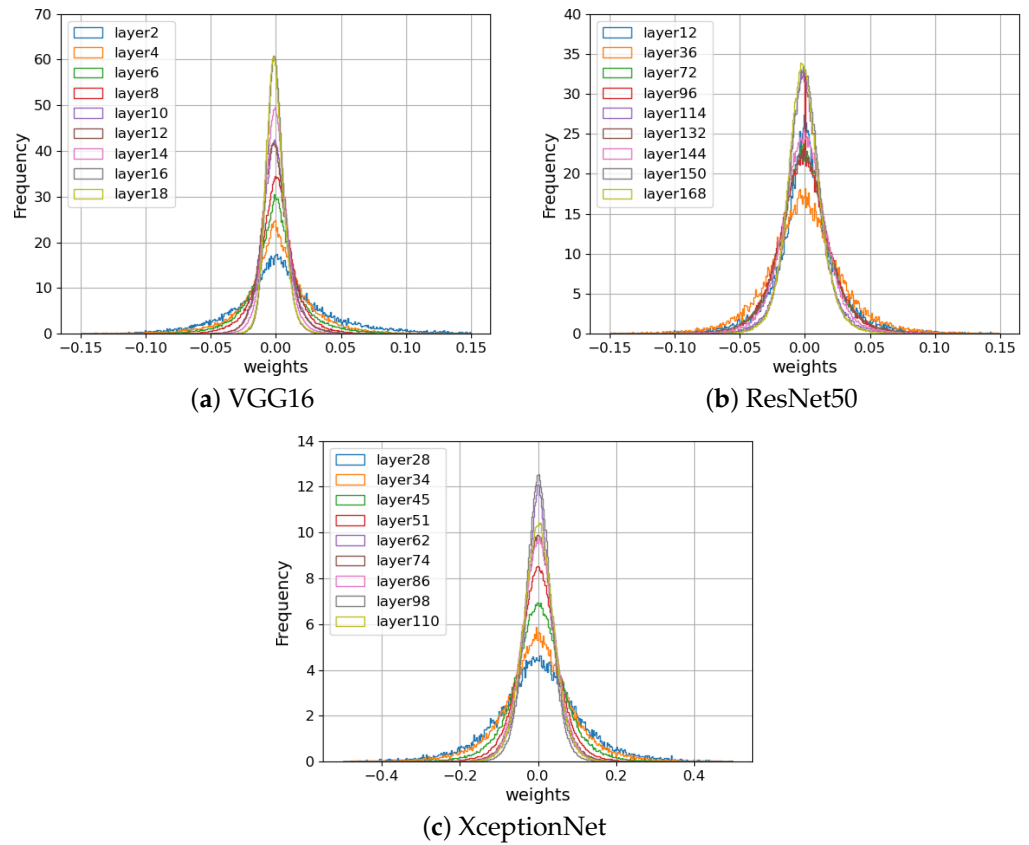 70
60
50
40
30
20
10
0
Frequency
layer2
layer4
layer6
layer8
layer10
layer12
layer14
layer16
layer18
−0.15 −0.10 −0.05 0.00 0.05 0.10 0.15
weights
(a) VGG16
40
35
30
25
20
15
10
5
0
Frequency
layer12
layer36
layer72
layer96
layer114
layer132
layer144
layer150
layer168
−0.15 −0.10 −0.05 0.00 0.05 0.10 0.15
weights
(b) ResNet50
14
12
10
8
6
4
2
0
Frequency
layer28
layer34
layer45
layer51
layer62
layer74
layer86
layer98
layer110
−0.4 −0.2 0.0 0.2 0.4
weights
(c) XceptionNet